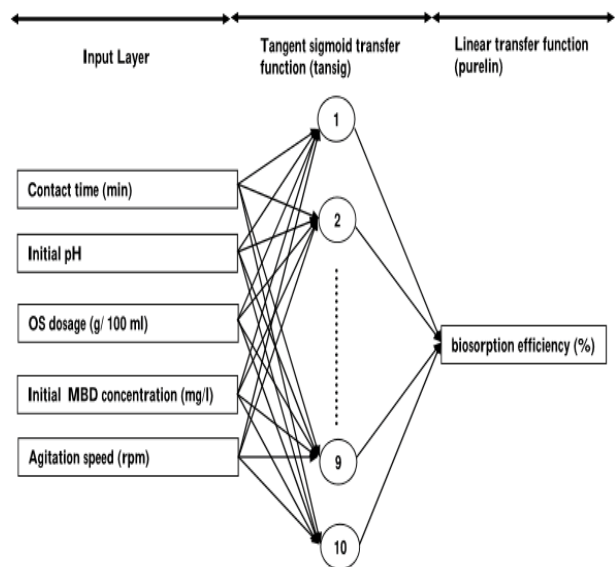 Input Layer
Tangent sigmoid transfer
function (tansig)
Linear transfer function
(purelin)
Contact time (min)
Initial pH
OS dosage (g/ 100 ml)
Initial MBD concentration (mg/l)
Agitation speed (rpm)
1
2
9
10
biosorption efficiency (%)